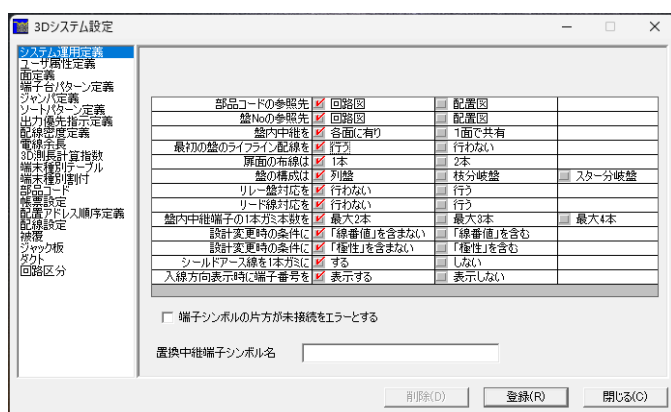 3Dシステム設定
システム運用定義
ユーザ属性定義
面定義
端子台パターン定義
ジャンパ定義
ソートパターン定義
出力優先指示定義
配線密度定義
電線余長
3D測長計算指数
端末種別テーブル
端末種別割付
部品コード
帳票設定
配置アドレス順序定義
配線設定
被覆
ジャック板
ダクト
回路区分
部品コードの参照先 回路図 配置図
盤Noの参照先 回路図 配置図
盤内中継を 各面に有り 1面で共有
最初の盤のライフライン配線を 行う 行わない
扉面の布線は 1本 2本
盤の構成は 列盤 枝分岐盤 スター分岐盤
リレー盤対応を 行わない 行う
リード線対応を 行わない 行う
盤内中継端子の1本ガミ本数を 最大2本 最大3本 最大4本
設計変更時の条件に 「線番値」を含まない 「線番値」を含む
設計変更時の条件に 「極性」を含まない 「極性」を含む
シールドアース線を1本ガミに する しない
入線方向表示時に端子番号を 表示する 表示しない
端子シンボルの片方が未接続をエラーとする
置換中継端子シンボル名
削除(D) 登録(R) 閉じる(C)